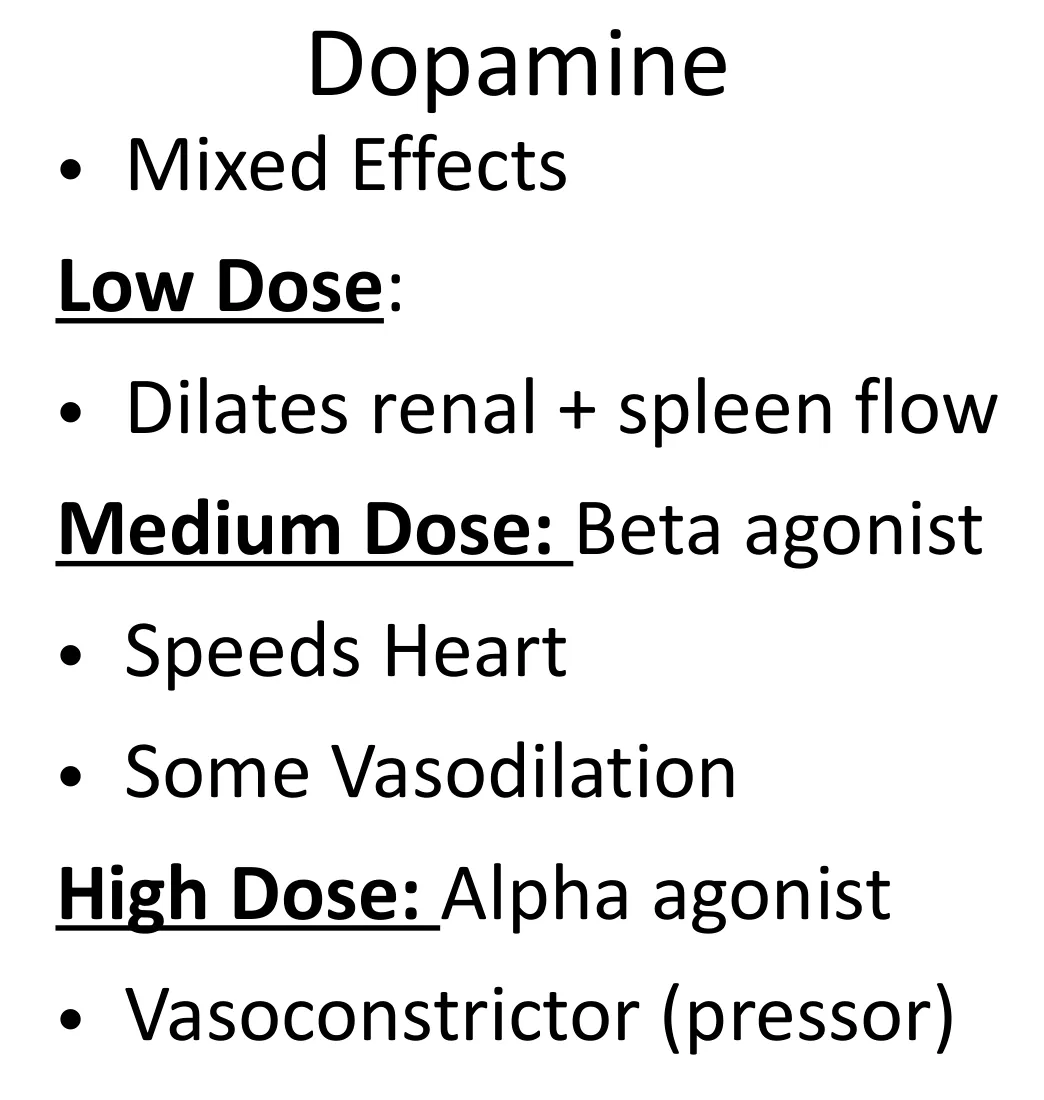 Dopamine
• Mixed Effects
Low Dose:
• Dilates renal + spleen flow
Medium Dose: Beta agonist
• Speeds Heart
• Some Vasodilation
High Dose: Alpha agonist
• Vasoconstrictor (pressor)